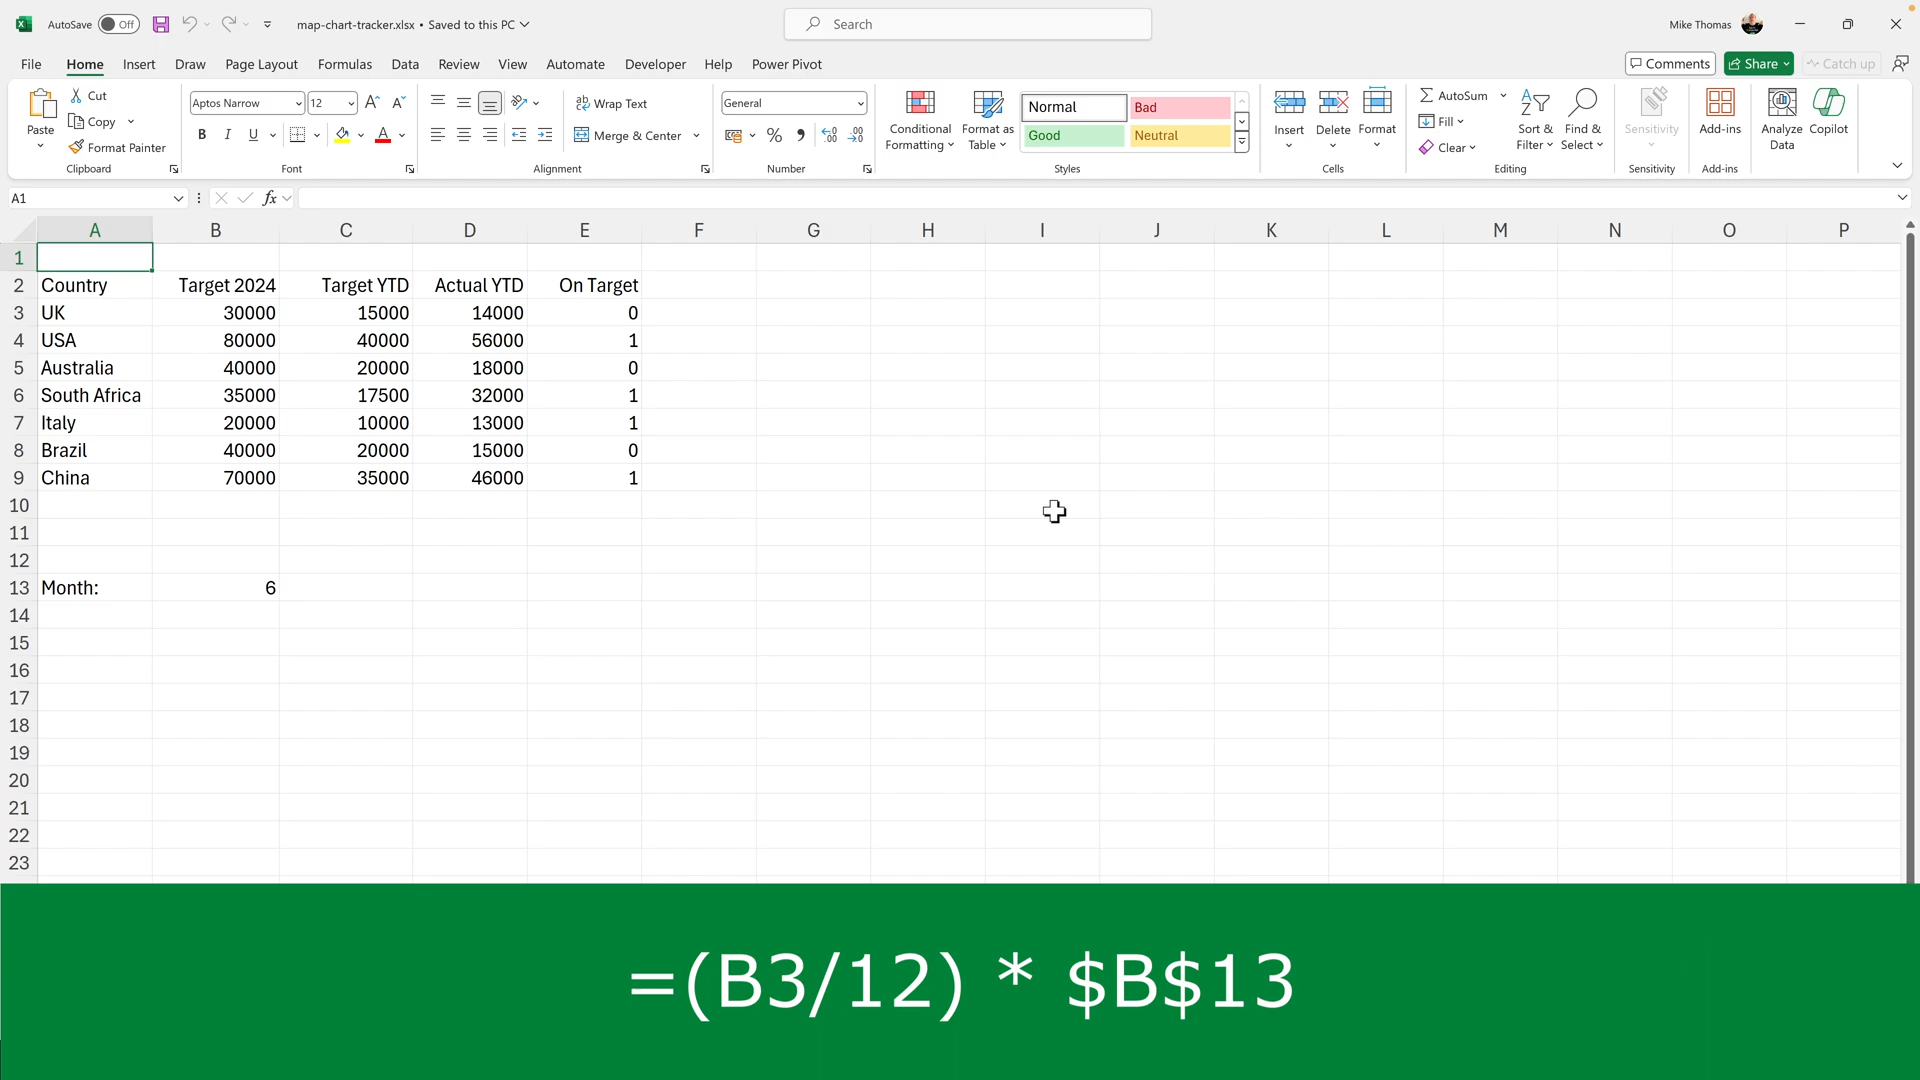 AutoSave Off map-chart-tracker.xlsx • Saved to this PC Search Mike Thomas
File Home Insert Draw Page Layout Formulas Data Review View Automate Developer Help Power Pivot Comments Share Catch up
Paste Cut Copy Format Painter Clipboard
Aptos Narrow 12 B I U Font
ab Wrap Text Merge & Center Alignment
General % Number
Conditional Formatting Format as Table Normal Bad Good Neutral Styles
Insert Delete Format Cells
AutoSum Fill Clear Sort & Filter Find & Select Editing
Sensitivity Sensitivity
Add-ins Add-ins
Analyze Data Copilot
A1 fx
A B C D E F G H I J K L M N O P
1
2 Country Target 2024 Target YTD Actual YTD On Target
3 UK 30000 15000 14000 0
4 USA 80000 40000 56000 1
5 Australia 40000 20000 18000 0
6 South Africa 35000 17500 32000 1
7 Italy 20000 10000 13000 1
8 Brazil 40000 20000 15000 0
9 China 70000 35000 46000 1
10
11
12
13 Month: 6
14
15
16
17
18
19
20
21
22
23
=(B3/12) * $B$13